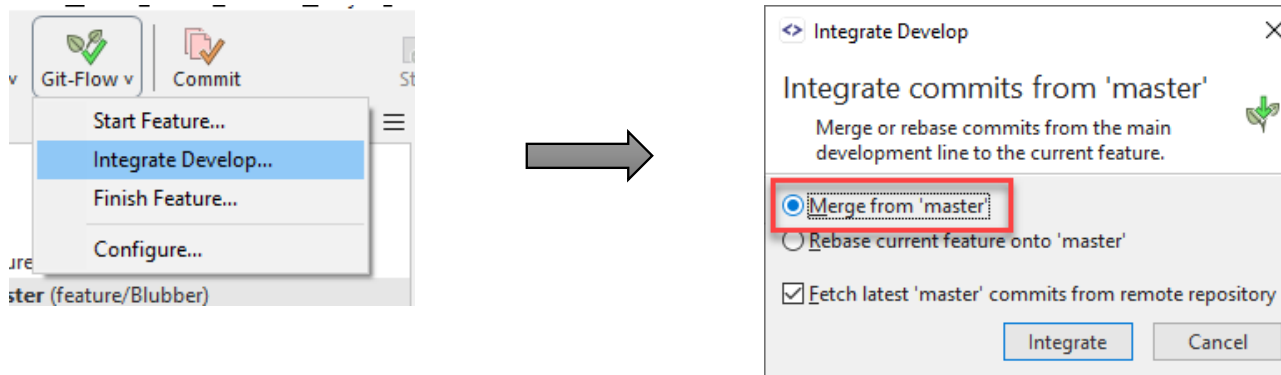 Git-Flow v
Commit
St
Start Feature...
Integrate Develop...
Finish Feature...
Configure...
ure
ster (feature/Blubber)
Integrate Develop
Integrate commits from 'master'
Merge or rebase commits from the main
development line to the current feature.
Merge from 'master'
Rebase current feature onto 'master'
Fetch latest 'master' commits from remote repository
Integrate
Cancel